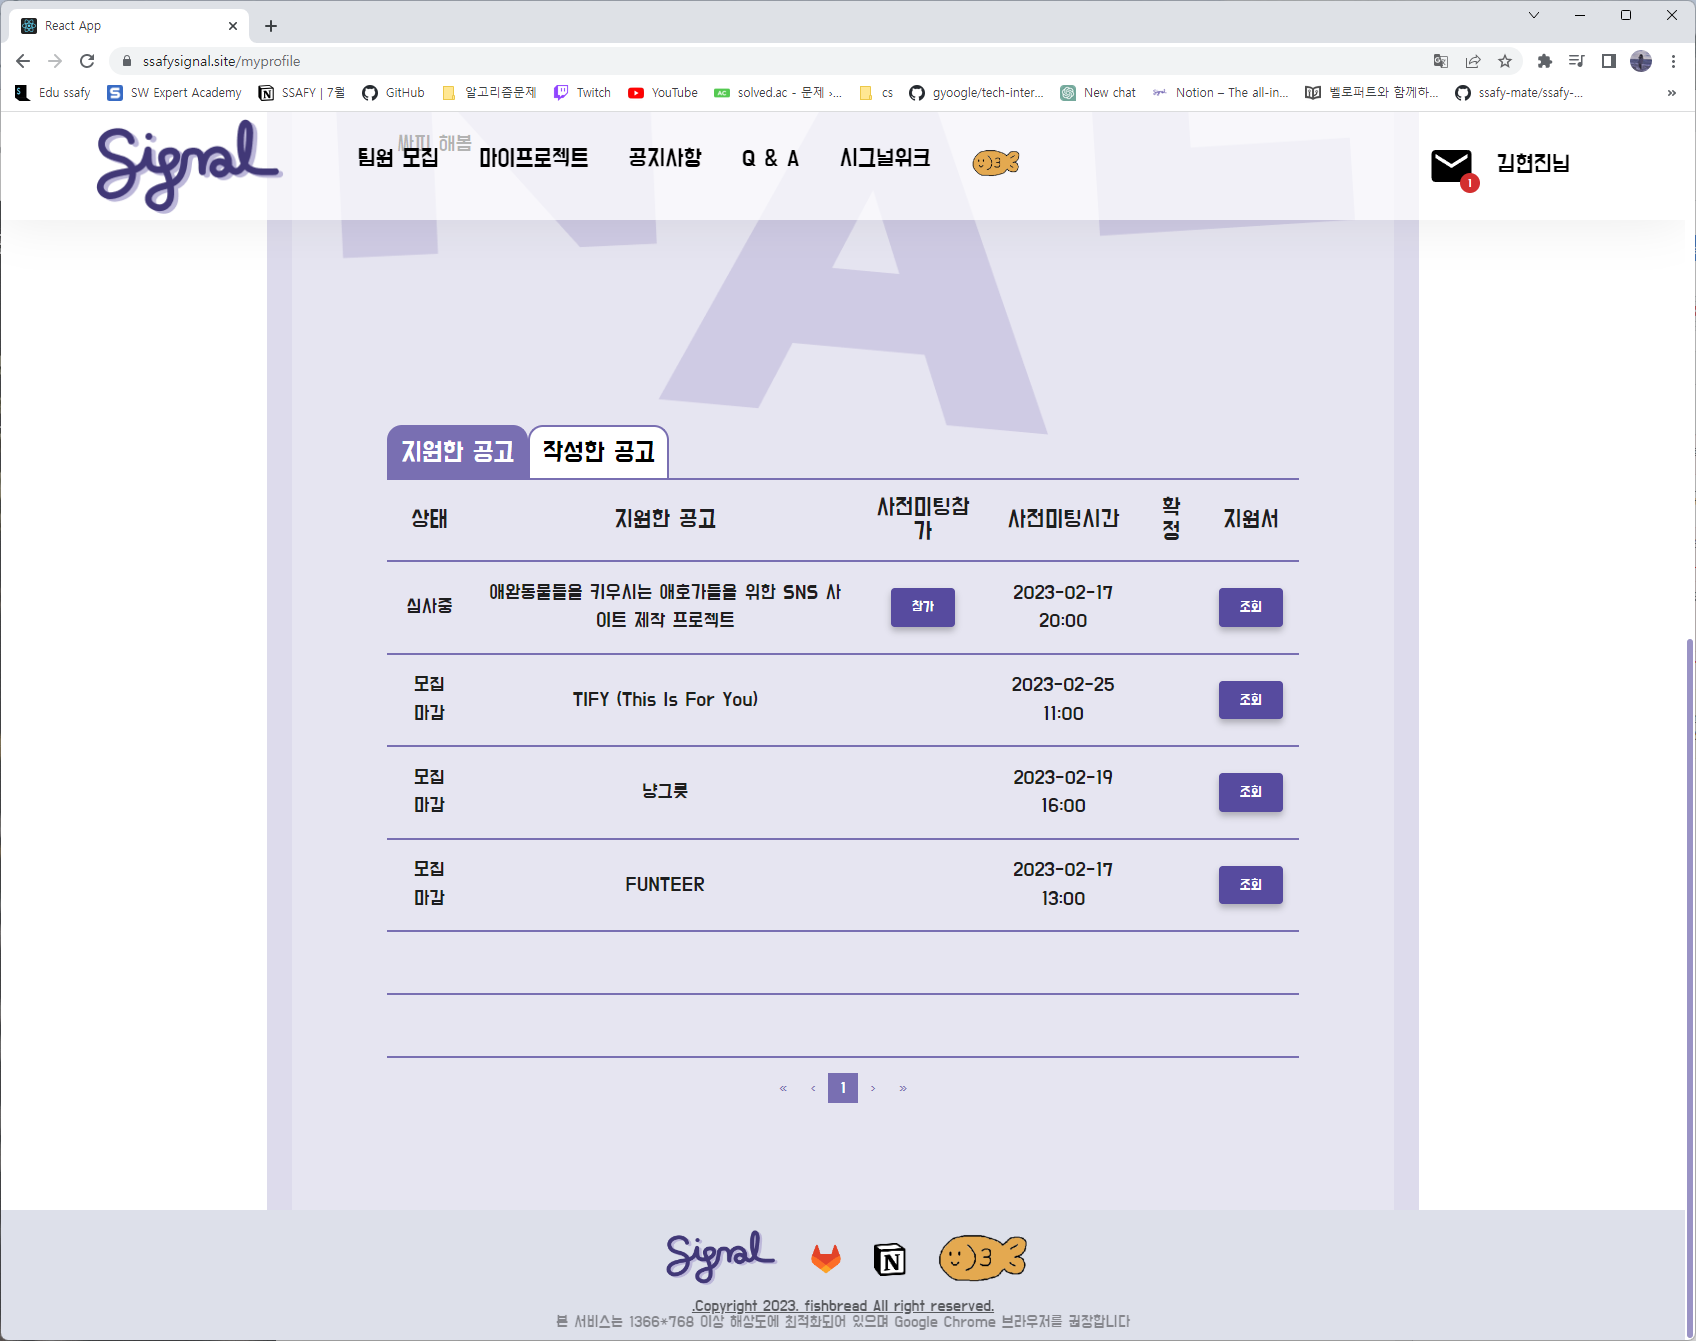 React App
ssafysignal.site/myprofile
Edu ssafy
SW Expert Academy
SSAFY | 7월
GitHub
알고리즘문제
Twitch
YouTube
solved.ac - 문제 ›...
cs
gyoogle/tech-inter...
New chat
Notion – The all-in...
벨로퍼트와 함께하...
ssafy-mate/ssafy-...
»
Signal
싸피 해봄
팀원 모집
마이프로젝트
공지사항
Q & A
시그널위크
1
김현진님
N A L
지원한 공고
작성한 공고
상태
지원한 공고
사전미팅참
가
사전미팅시간
확
정
지원서
심사중
애완동물들을 키우시는 애호가들을 위한 SNS 사
이트 제작 프로젝트
참가
2023-02-17
20:00
조회
모집
마감
TIFY (This Is For You)
2023-02-25
11:00
조회
모집
마감
냥그릇
2023-02-19
16:00
조회
모집
마감
FUNTEER
2023-02-17
13:00
조회
« ‹ 1 › »
Signal
.Copyright 2023. fishbread All right reserved.
본 서비스는 1366*768 이상 해상도에 최적화되어 있으며 Google Chrome 브라우저를 권장합니다